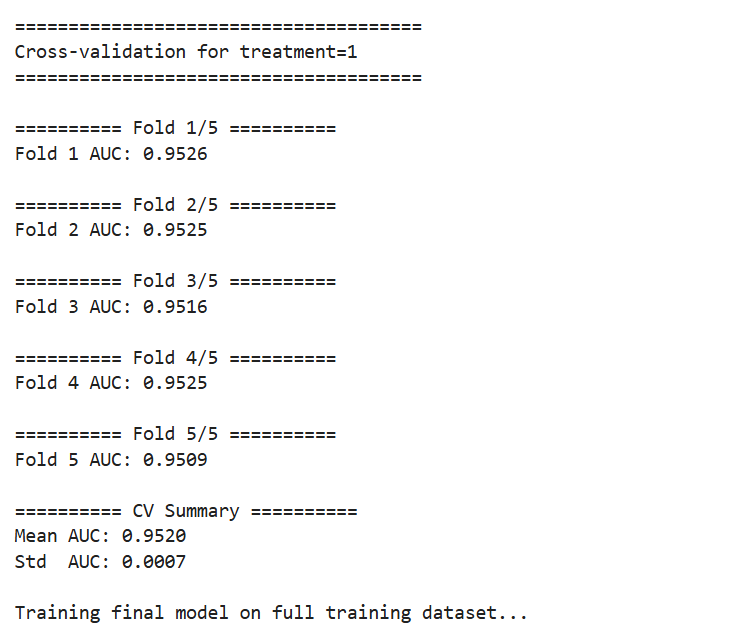 ======================================
Cross-validation for treatment=1
======================================
========== Fold 1/5 ==========
Fold 1 AUC: 0.9526
========== Fold 2/5 ==========
Fold 2 AUC: 0.9525
========== Fold 3/5 ==========
Fold 3 AUC: 0.9516
========== Fold 4/5 ==========
Fold 4 AUC: 0.9525
========== Fold 5/5 ==========
Fold 5 AUC: 0.9509
========== CV Summary ==========
Mean AUC: 0.9520
Std  AUC: 0.0007
Training final model on full training dataset...